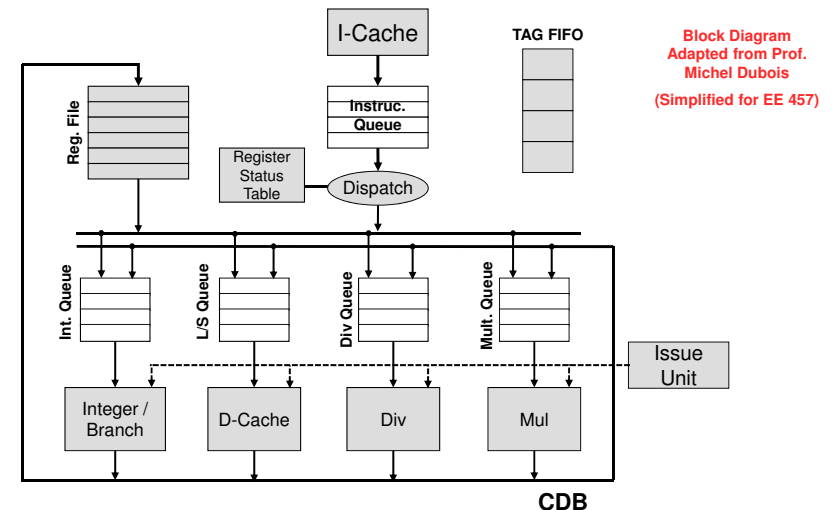 I-Cache
TAG FIFO
Block Diagram
Adapted from Prof.
Michel Dubois
(Simplified for EE 457)
Reg. File
Instruc.
Queue
Register
Status
Table
Dispatch
Int. Queue
L/S Queue
Div Queue
Mult. Queue
Issue
Unit
Integer /
Branch
D-Cache
Div
Mul
CDB